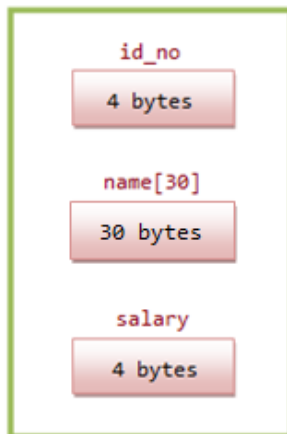 id_no
4 bytes
name[30]
30 bytes
salary
4 bytes